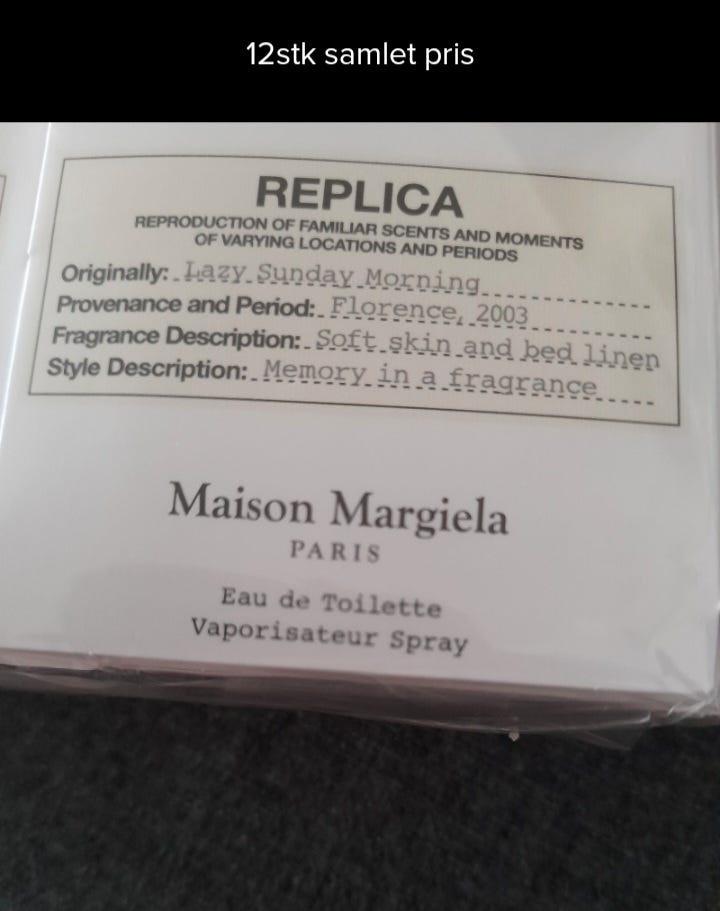 12stk samlet pris
REPLICA
REPRODUCTION OF FAMILIAR SCENTS AND MOMENTS
OF VARYING LOCATIONS AND PERIODS
Originally: Lazy Sunday Morning
Provenance and Period: Florence, 2003
Fragrance Description: Soft skin and bed linen
Style Description: Memory in a fragrance
Maison Margiela
PARIS
Eau de Toilette
Vaporisateur Spray